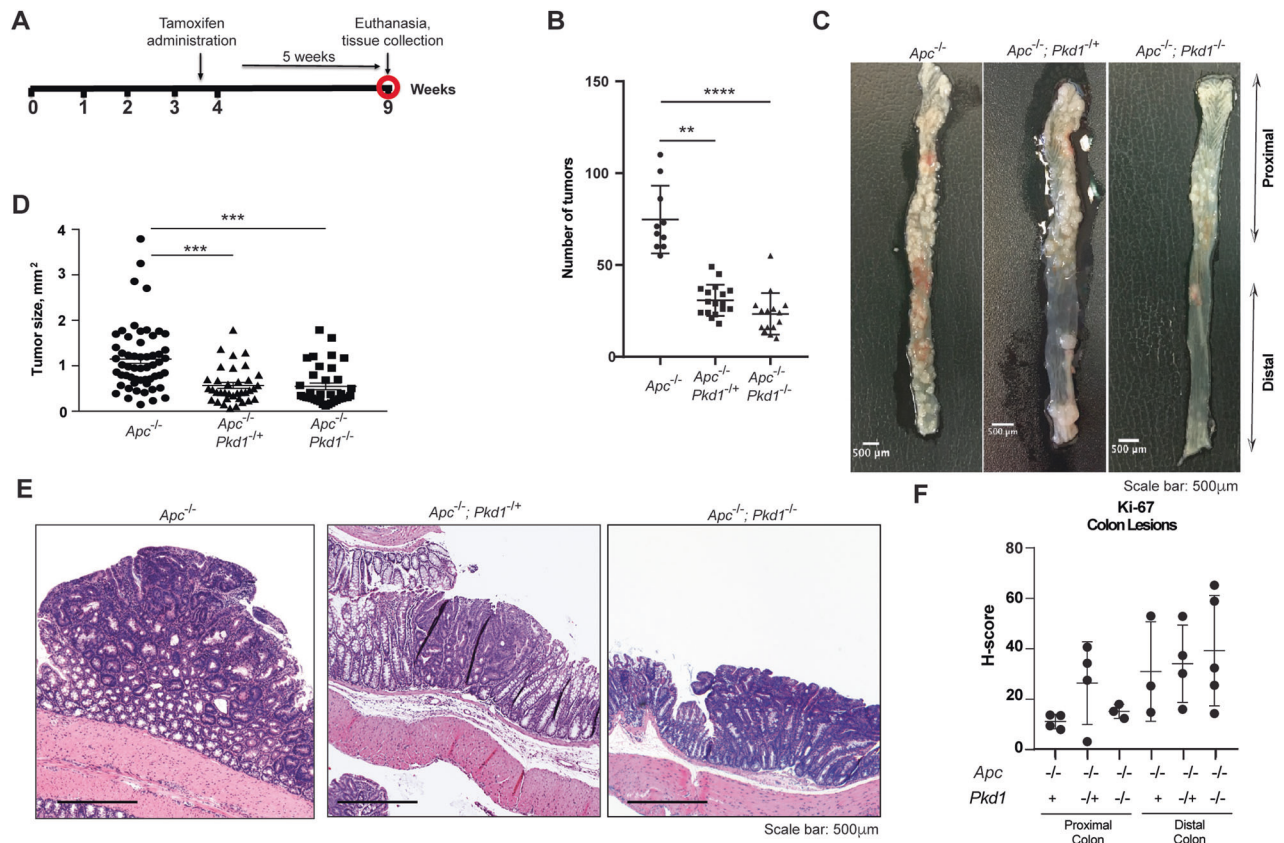 A
Tamoxifen
administration
Euthanasia,
tissue collection
5 weeks
Weeks
0 1 2 3 4 9
B
Number of tumors
150
100
50
0
****
**
Apc-/-
Apc-/-
Pkd1-/+
Apc-/-
Pkd1-/-
C
Apc-/-
Apc-/-; Pkd1-/+
Apc-/-; Pkd1-/-
Proximal
Distal
500 μm
500 μm
500 μm
Scale bar: 500μm
D
Tumor size, mm2
4
3
2
1
0
***
***
Apc-/-
Apc-/-
Pkd1-/+
Apc-/-
Pkd1-/-
E
Apc-/-
Apc-/-; Pkd1-/+
Apc-/-; Pkd1-/-
Scale bar: 500μm
F
Ki-67
Colon Lesions
H-score
80
60
40
20
0
Apc -/- -/- -/- -/- -/- -/-
Pkd1 + -/+ -/- + -/+ -/-
Proximal
Colon
Distal
Colon